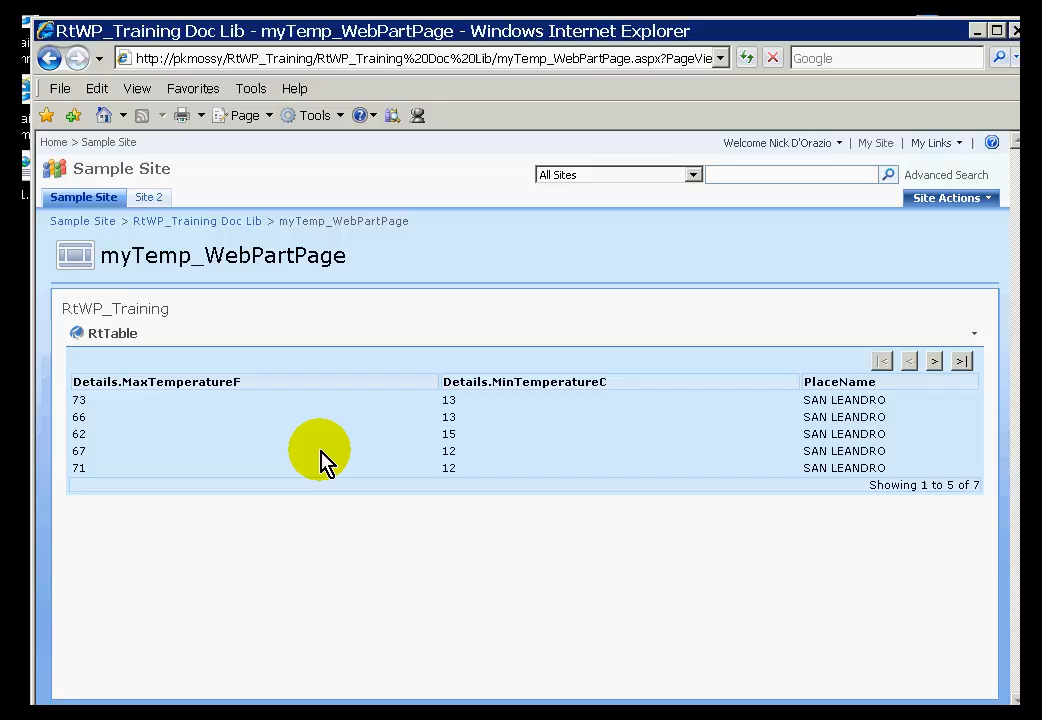 RtWP_Training Doc Lib - myTemp_WebPartPage - Windows Internet Explorer
http://pkmossy/RtWP_Training/RtWP_Training%20Doc%20Lib/myTemp_WebPartPage.aspx?PageVie
Google
File Edit View Favorites Tools Help
Page Tools
Home > Sample Site
Welcome Nick D'Orazio | My Site | My Links |
Sample Site
All Sites
Advanced Search
Sample Site Site 2
Site Actions
Sample Site > RtWP_Training Doc Lib > myTemp_WebPartPage
myTemp_WebPartPage
RtWP_Training
RtTable
|< < > >|
Details.MaxTemperatureF Details.MinTemperatureC PlaceName
73 13 SAN LEANDRO
66 13 SAN LEANDRO
62 15 SAN LEANDRO
67 12 SAN LEANDRO
71 12 SAN LEANDRO
Showing 1 to 5 of 7